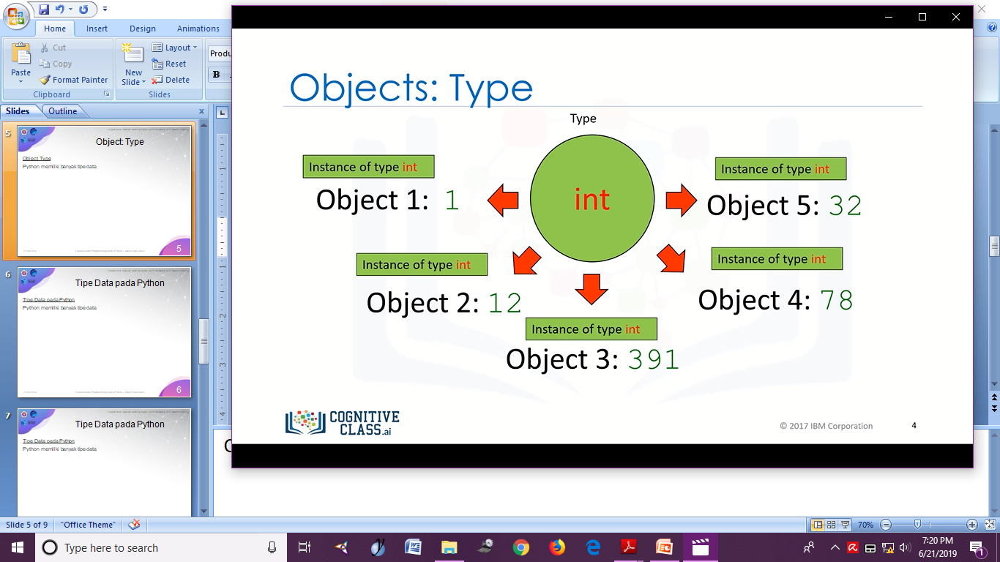 Home
Insert
Design
Animations
Paste
Cut
Copy
Format Painter
Clipboard
New
Slide
Layout
Reset
Delete
Slides
B
Slides
Outline
5
Object: Type
Object Type
Python memiliki banyak tipe data
5
6
Tipe Data pada Python
Tipe Data pada Python
Python memiliki banyak tipe data
6
7
Tipe Data pada Python
Tipe Data pada Python
Python memiliki banyak tipe data
Objects: Type
Type
int
Instance of type int
Object 1: 1
Instance of type int
Object 2: 12
Instance of type int
Object 3: 391
Instance of type int
Object 4: 78
Instance of type int
Object 5: 32
COGNITIVE
CLASS.ai
© 2017 IBM Corporation
4
Slide 5 of 9
"Office Theme"
70%
Type here to search
7:20 PM
6/21/2019
1